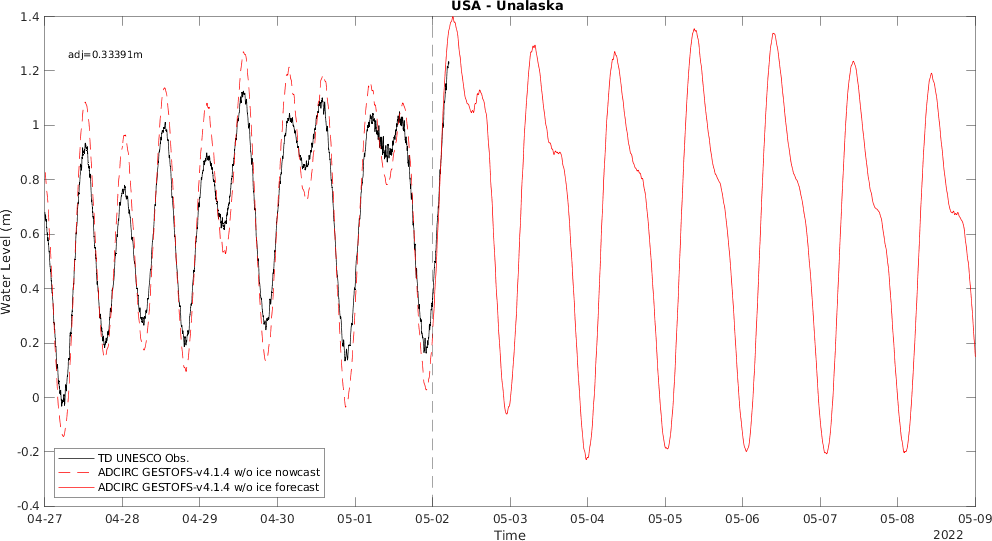 USA - Unalaska
adj=0.33391m
Water Level (m)
1.4
1.2
1
0.8
0.6
0.4
0.2
0
-0.2
-0.4
TD UNESCO Obs.
ADCIRC GESTOFS-v4.1.4 w/o ice nowcast
ADCIRC GESTOFS-v4.1.4 w/o ice forecast
04-27 04-28 04-29 04-30 05-01 05-02 05-03 05-04 05-05 05-06 05-07 05-08 05-09
Time
2022